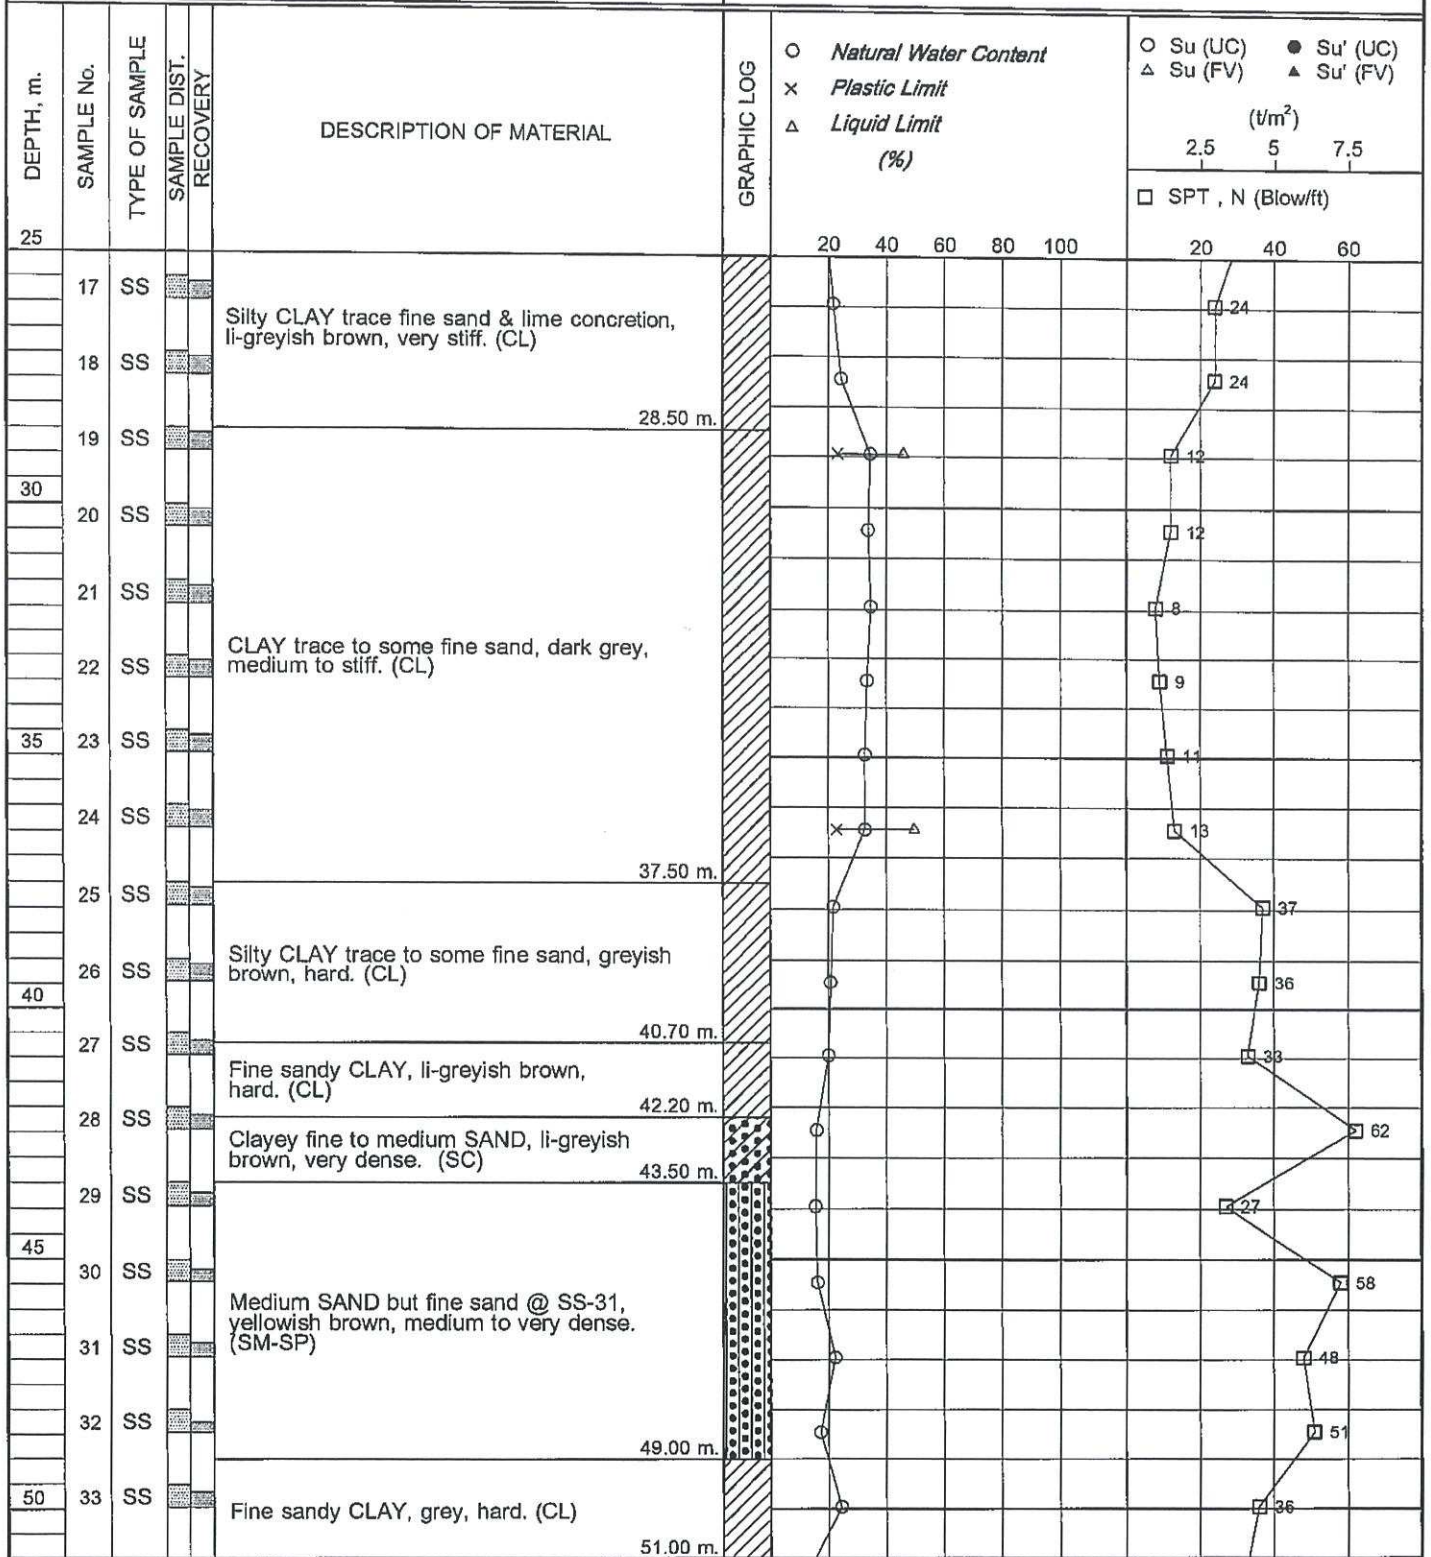 DEPTH, m.
SAMPLE No.
TYPE OF SAMPLE
SAMPLE DIST.
RECOVERY
DESCRIPTION OF MATERIAL
GRAPHIC LOG
○ Natural Water Content
× Plastic Limit
△ Liquid Limit
(%)
20 40 60 80 100
○ Su (UC) ● Su' (UC)
△ Su (FV) ▲ Su' (FV)
(t/m²)
2.5 5 7.5
□ SPT , N (Blow/ft)
20 40 60
25
17 SS
24
Silty CLAY trace fine sand & lime concretion,
li-greyish brown, very stiff. (CL)
18 SS
24
28.50 m.
19 SS
12
30
20 SS
12
21 SS
8
CLAY trace to some fine sand, dark grey,
medium to stiff. (CL)
22 SS
9
35
23 SS
11
24 SS
13
37.50 m.
25 SS
37
Silty CLAY trace to some fine sand, greyish
brown, hard. (CL)
26 SS
36
40
40.70 m.
27 SS
33
Fine sandy CLAY, li-greyish brown,
hard. (CL)
42.20 m.
28 SS
62
Clayey fine to medium SAND, li-greyish
brown, very dense. (SC)
43.50 m.
29 SS
27
45
30 SS
58
Medium SAND but fine sand @ SS-31,
yellowish brown, medium to very dense.
(SM-SP)
31 SS
48
32 SS
51
49.00 m.
50
33 SS
36
Fine sandy CLAY, grey, hard. (CL)
51.00 m.